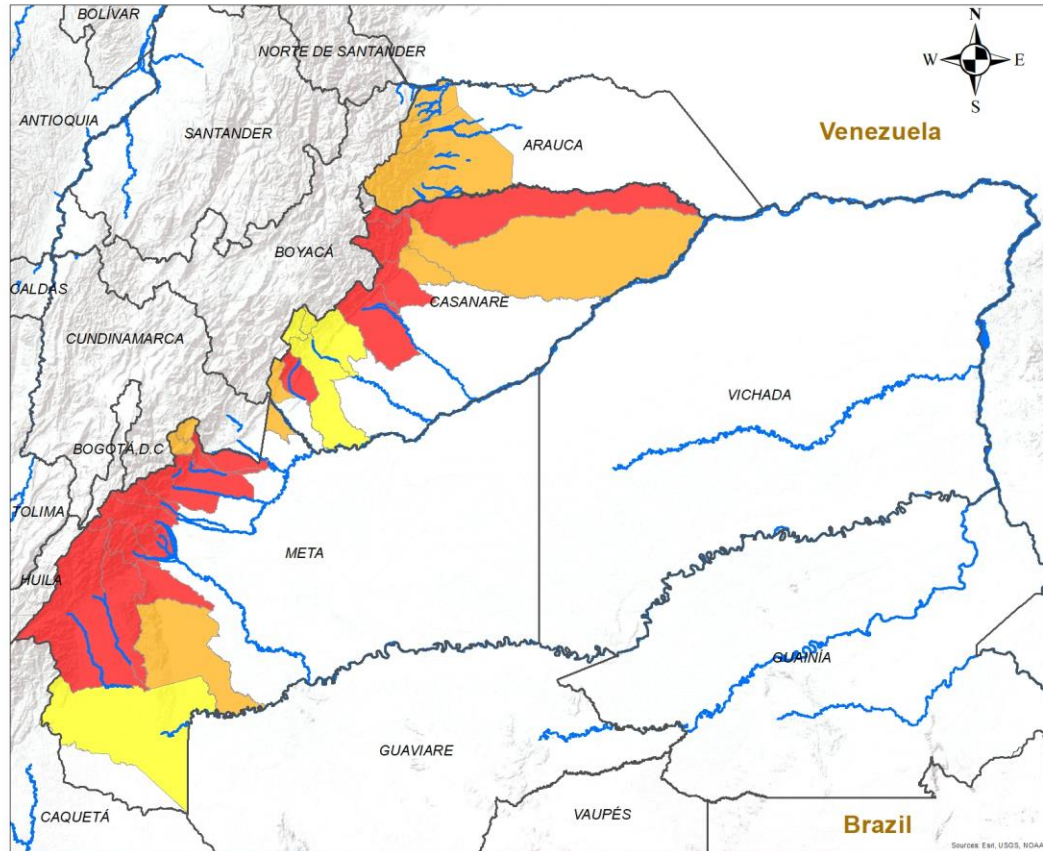 BOLÍVAR
NORTE DE SANTANDER
N
W
E
S
ANTIOQUIA
SANTANDER
ARAUCA
Venezuela
BOYACÁ
CALDAS
CASANARE
CUNDINAMARCA
VICHADA
BOGOTÁ,D.C
TOLIMA
META
HUILA
GUAINÍA
GUAVIARE
CAQUETÁ
VAUPÉS
Brazil
Sources: Esri, USGS, NOAA